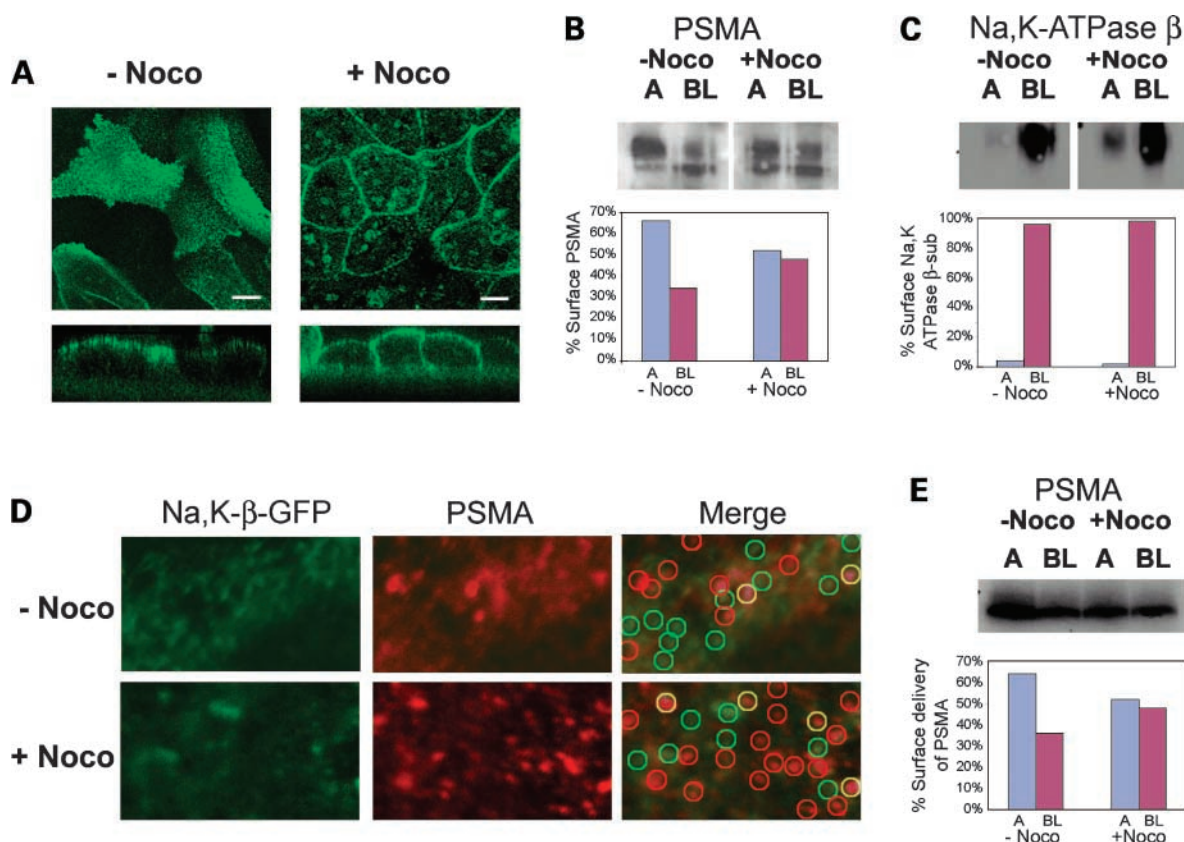 A
- Noco
+ Noco
B
PSMA
-Noco +Noco
A BL A BL
% Surface PSMA
70%
60%
50%
40%
30%
20%
10%
0%
A BL A BL
- Noco + Noco
C
Na,K-ATPase β
-Noco +Noco
A BL A BL
% Surface Na,K
ATPase β-sub
100%
80%
60%
40%
20%
0%
A BL A BL
- Noco +Noco
D
Na,K-β-GFP PSMA Merge
- Noco
+ Noco
E
PSMA
-Noco +Noco
A BL A BL
% Surface delivery
of PSMA
70%
60%
50%
40%
30%
20%
10%
0%
A BL A BL
- Noco +Noco